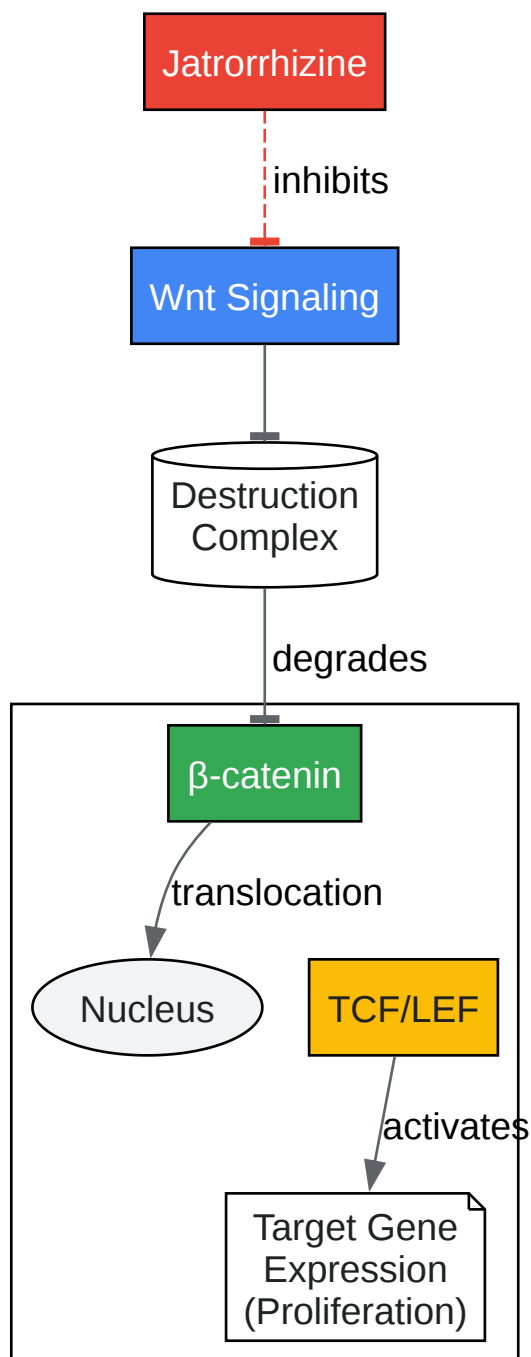 Jatrorrhizine
inhibits
Wnt Signaling
Destruction
Complex
degrades
β-catenin
translocation
Nucleus
TCF/LEF
activates
Target Gene
Expression
(Proliferation)